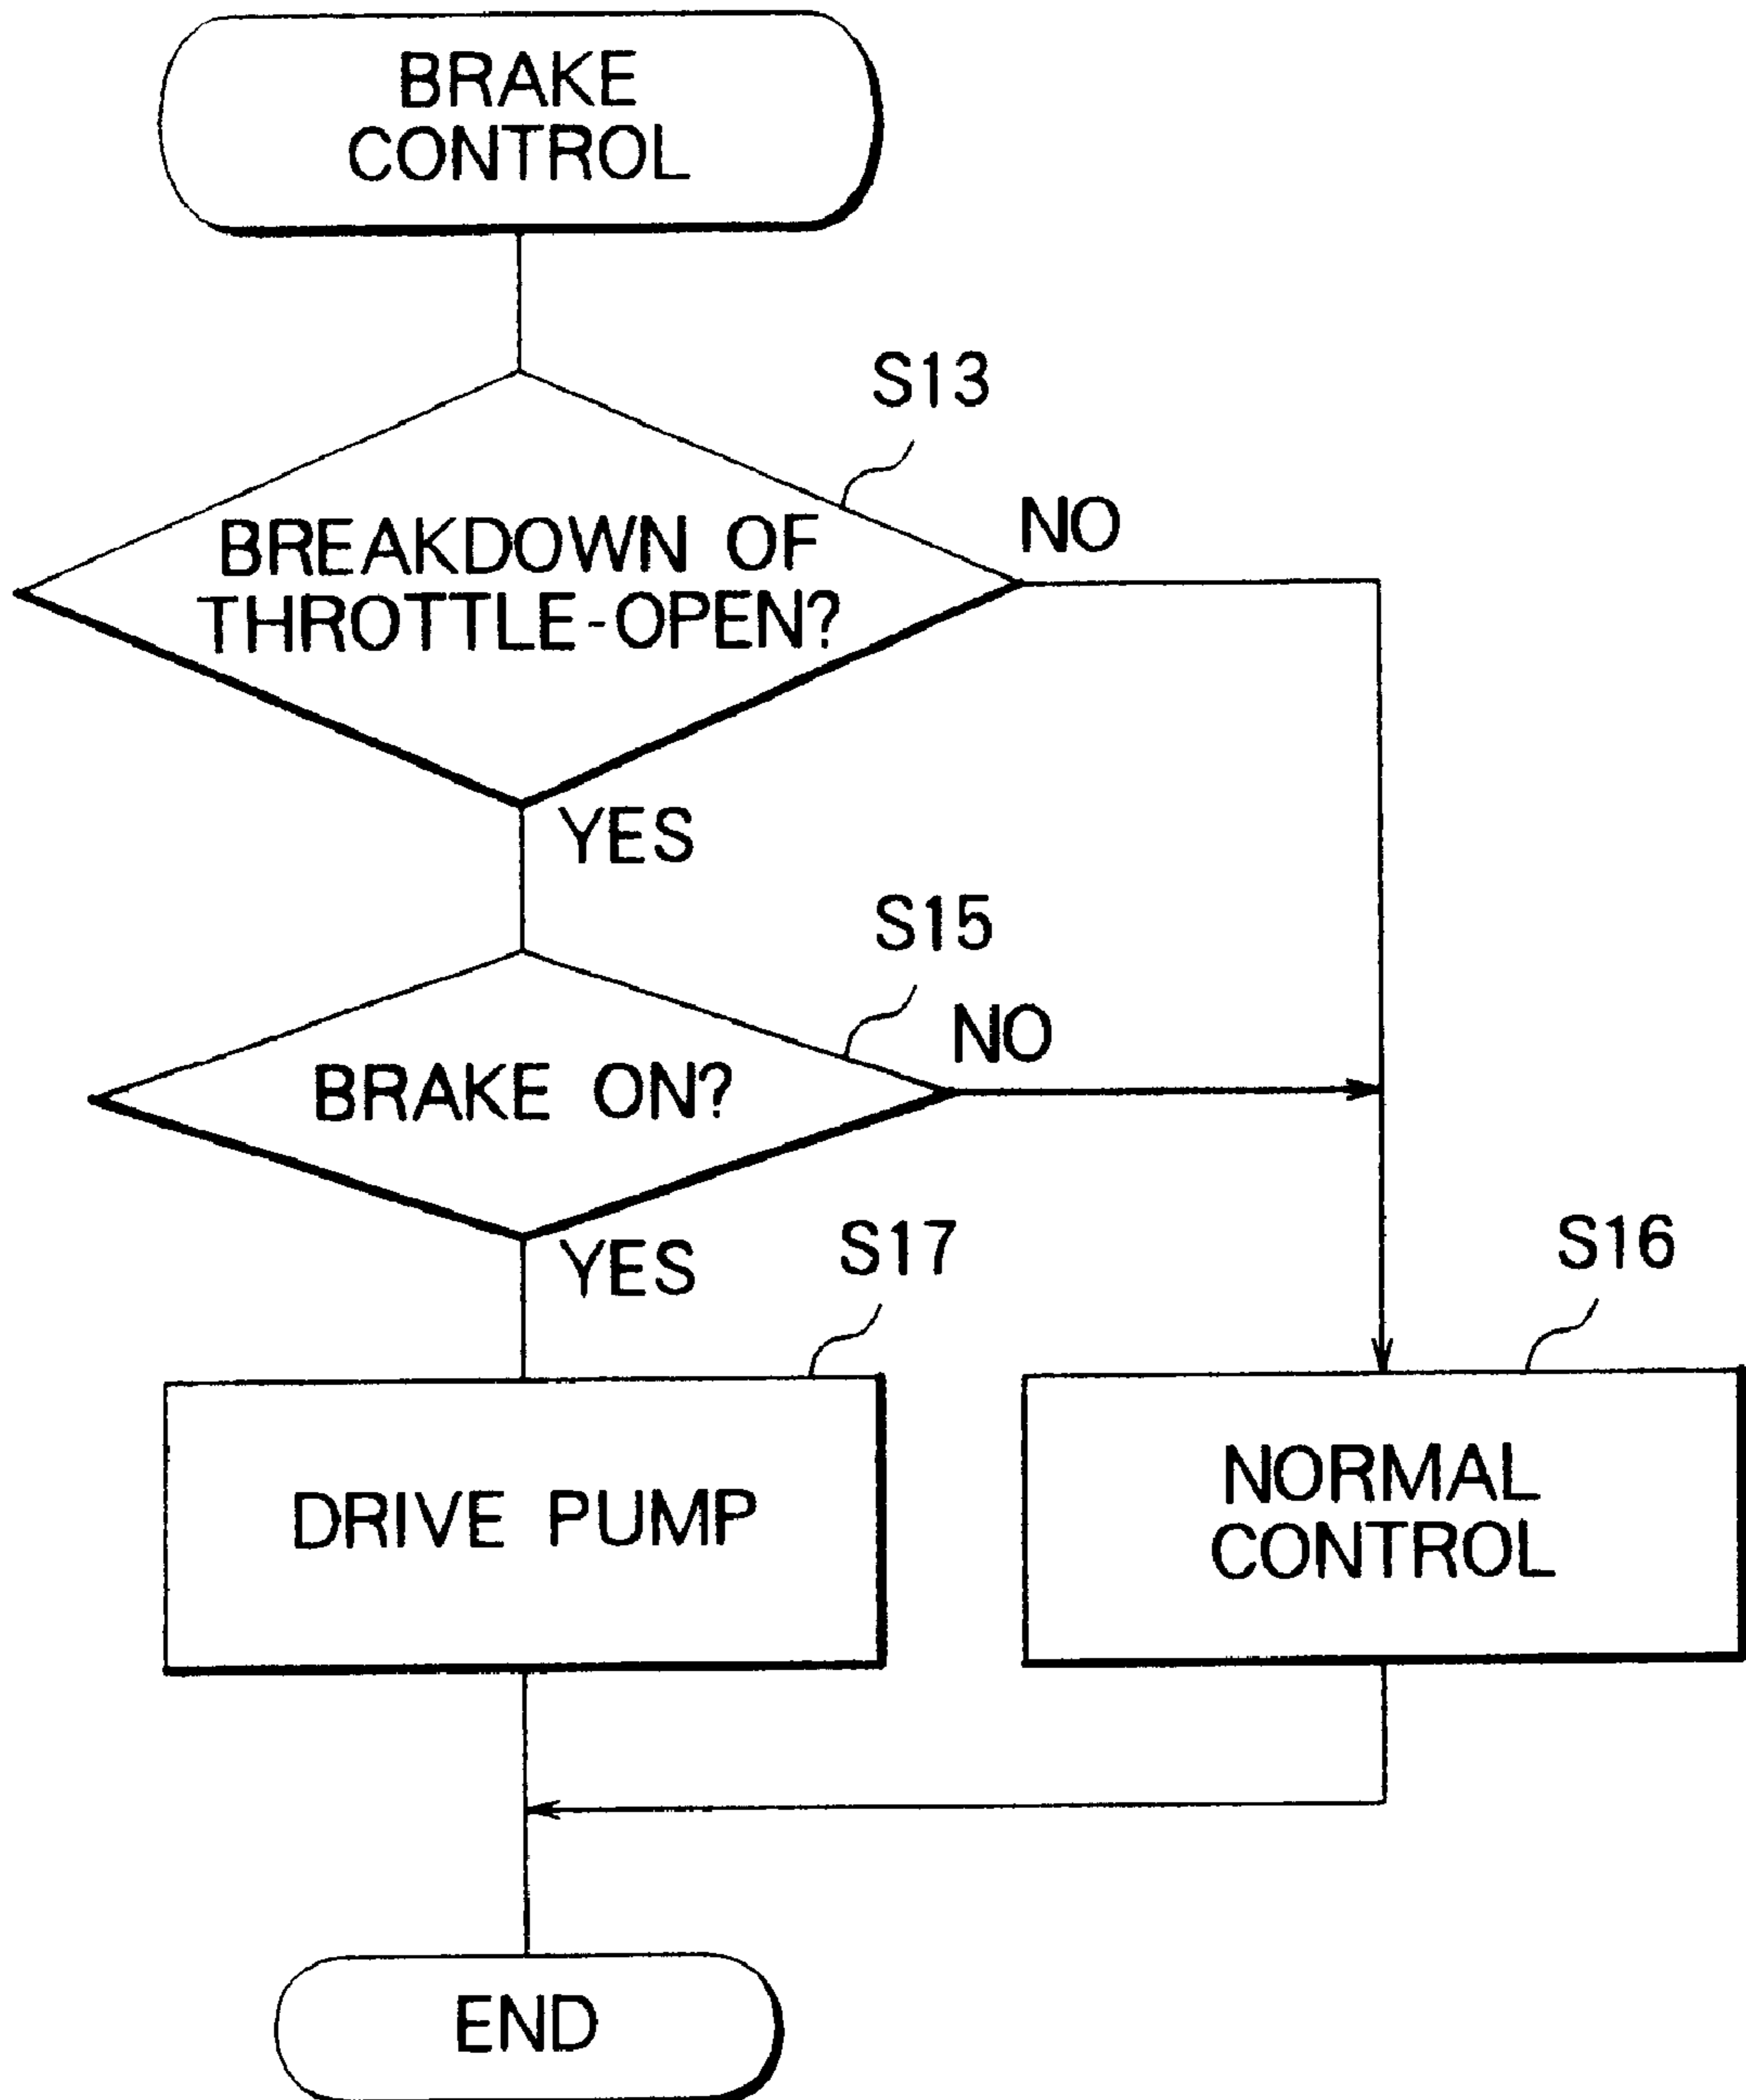 BRAKE
CONTROL
S13
BREAKDOWN OF
THROTTLE-OPEN?
NO
YES
S15
BRAKE ON?
NO
YES
S17
S16
DRIVE PUMP
NORMAL
CONTROL
END